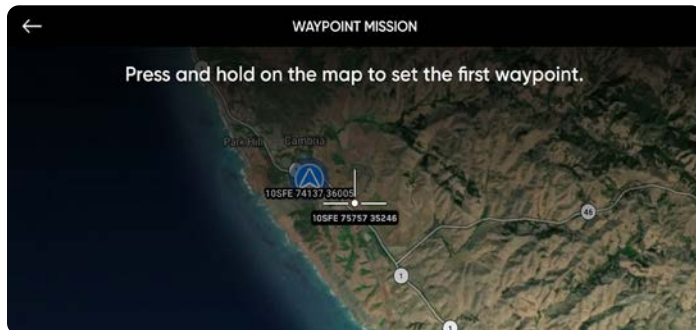 WAYPOINT MISSION
Press and hold on the map to set the first waypoint.
Park Hill Cambria
10SFE 74137 36005
10SFE 75757 35246
46
1
1